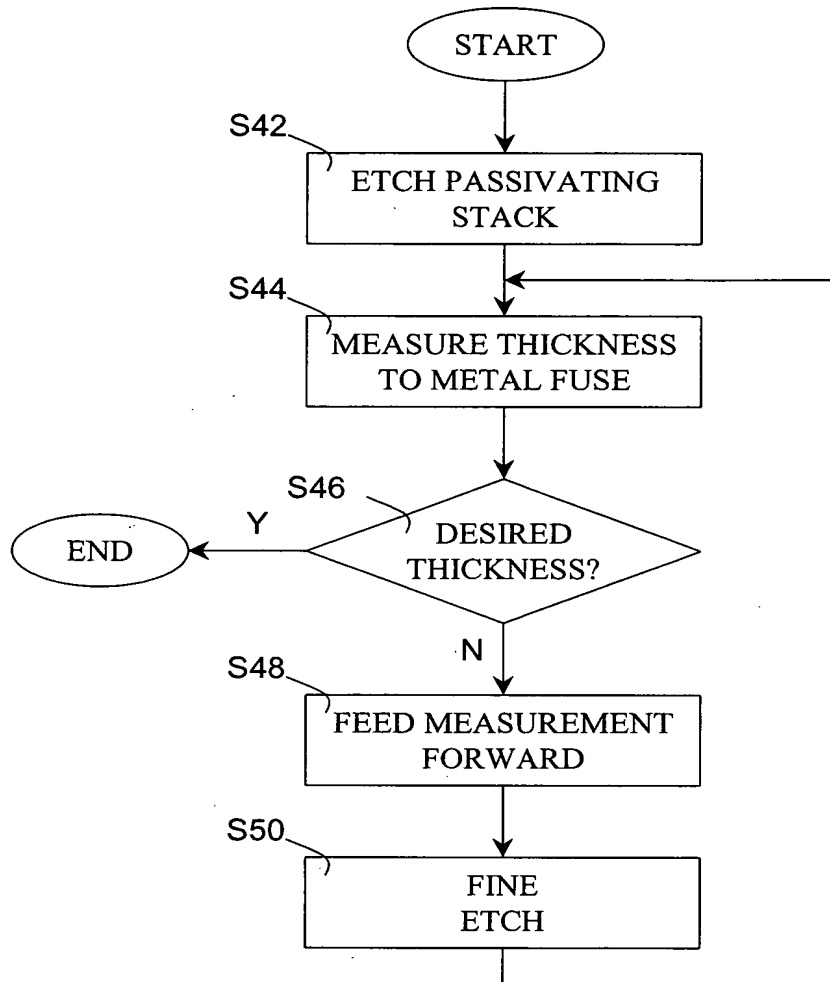 START
S42
ETCH PASSIVATING
STACK
S44
MEASURE THICKNESS
TO METAL FUSE
S46
DESIRED
THICKNESS?
Y
END
N
S48
FEED MEASUREMENT
FORWARD
S50
FINE
ETCH